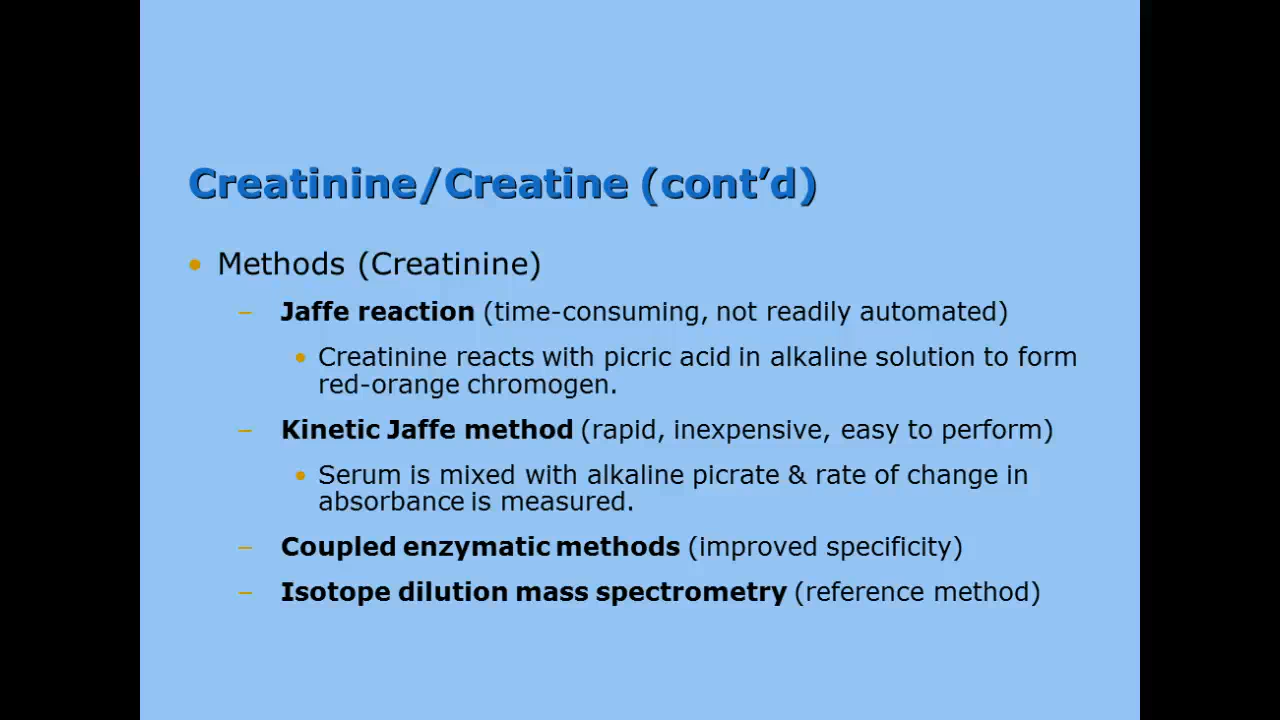 Creatinine/Creatine (cont’d)
• Methods (Creatinine)
– Jaffe reaction (time-consuming, not readily automated)
• Creatinine reacts with picric acid in alkaline solution to form
red-orange chromogen.
– Kinetic Jaffe method (rapid, inexpensive, easy to perform)
• Serum is mixed with alkaline picrate & rate of change in
absorbance is measured.
– Coupled enzymatic methods (improved specificity)
– Isotope dilution mass spectrometry (reference method)